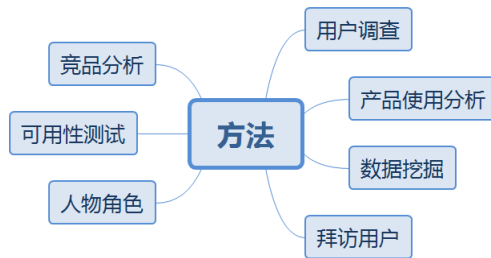 用户调查
竞品分析
产品使用分析
可用性测试
方法
数据挖掘
人物角色
拜访用户